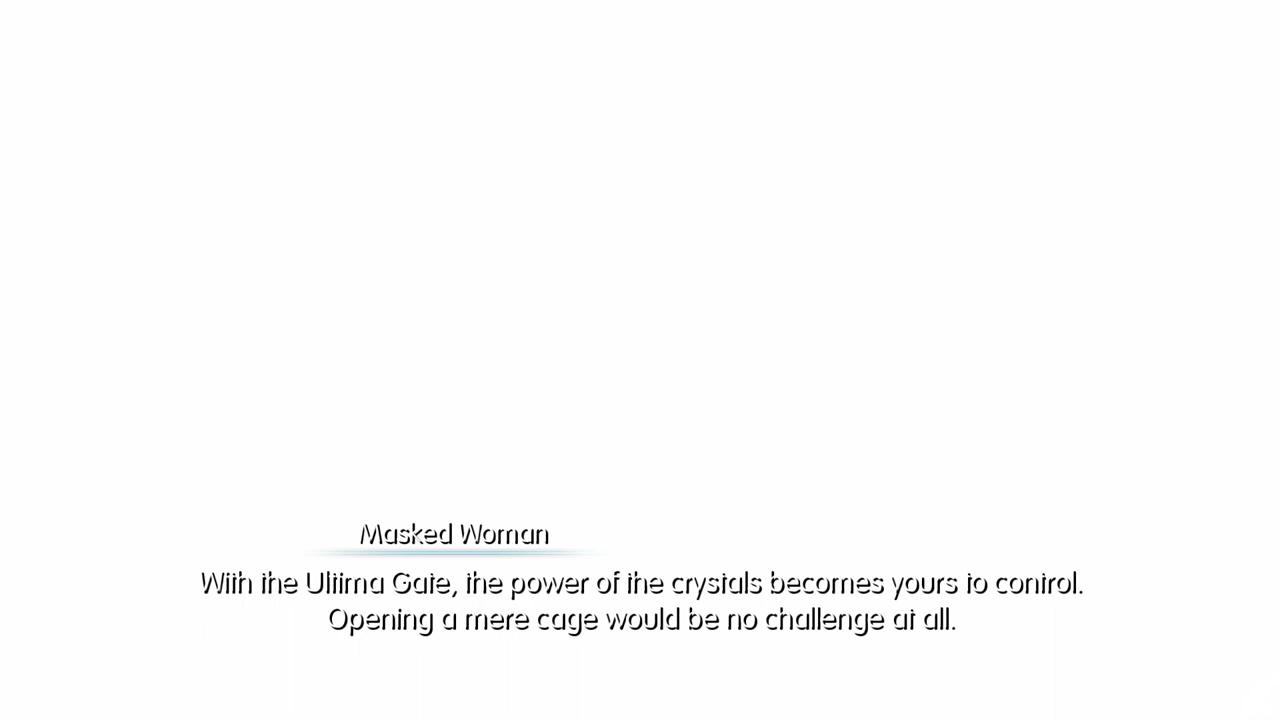 Masked Woman
With the Ultima Gate, the power of the crystals becomes yours to control.
Opening a mere cage would be no challenge at all.